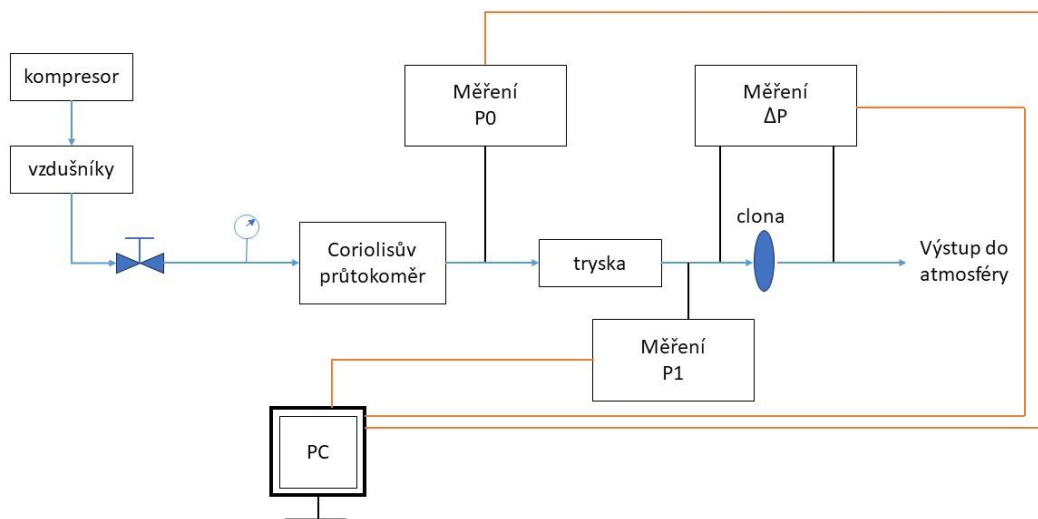 kompresor
Měření
P0
Měření
ΔP
vzdušníky
clona
Coriolisův
průtokoměr
tryska
Výstup do
atmosféry
Měření
P1
PC